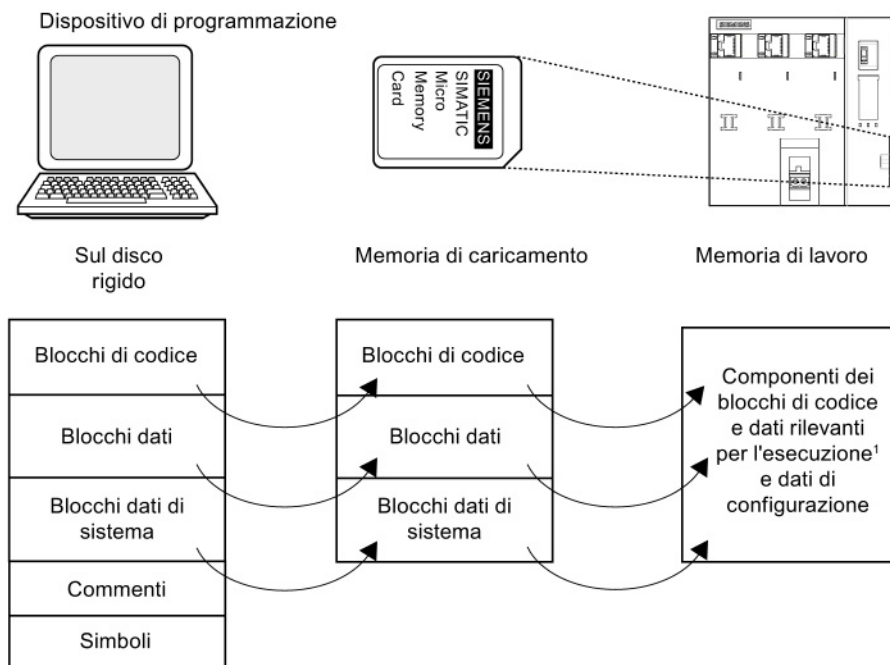 Dispositivo di programmazione
SIEMENS
SIMATIC
Micro
Memory
Card
SIEMENS
Sul disco
rigido
Memoria di caricamento
Memoria di lavoro
Blocchi di codice
Blocchi dati
Blocchi dati di
sistema
Commenti
Simboli
Blocchi di codice
Blocchi dati
Blocchi dati di
sistema
Componenti dei
blocchi di codice
e dati rilevanti
per l'esecuzione¹
e dati di
configurazione